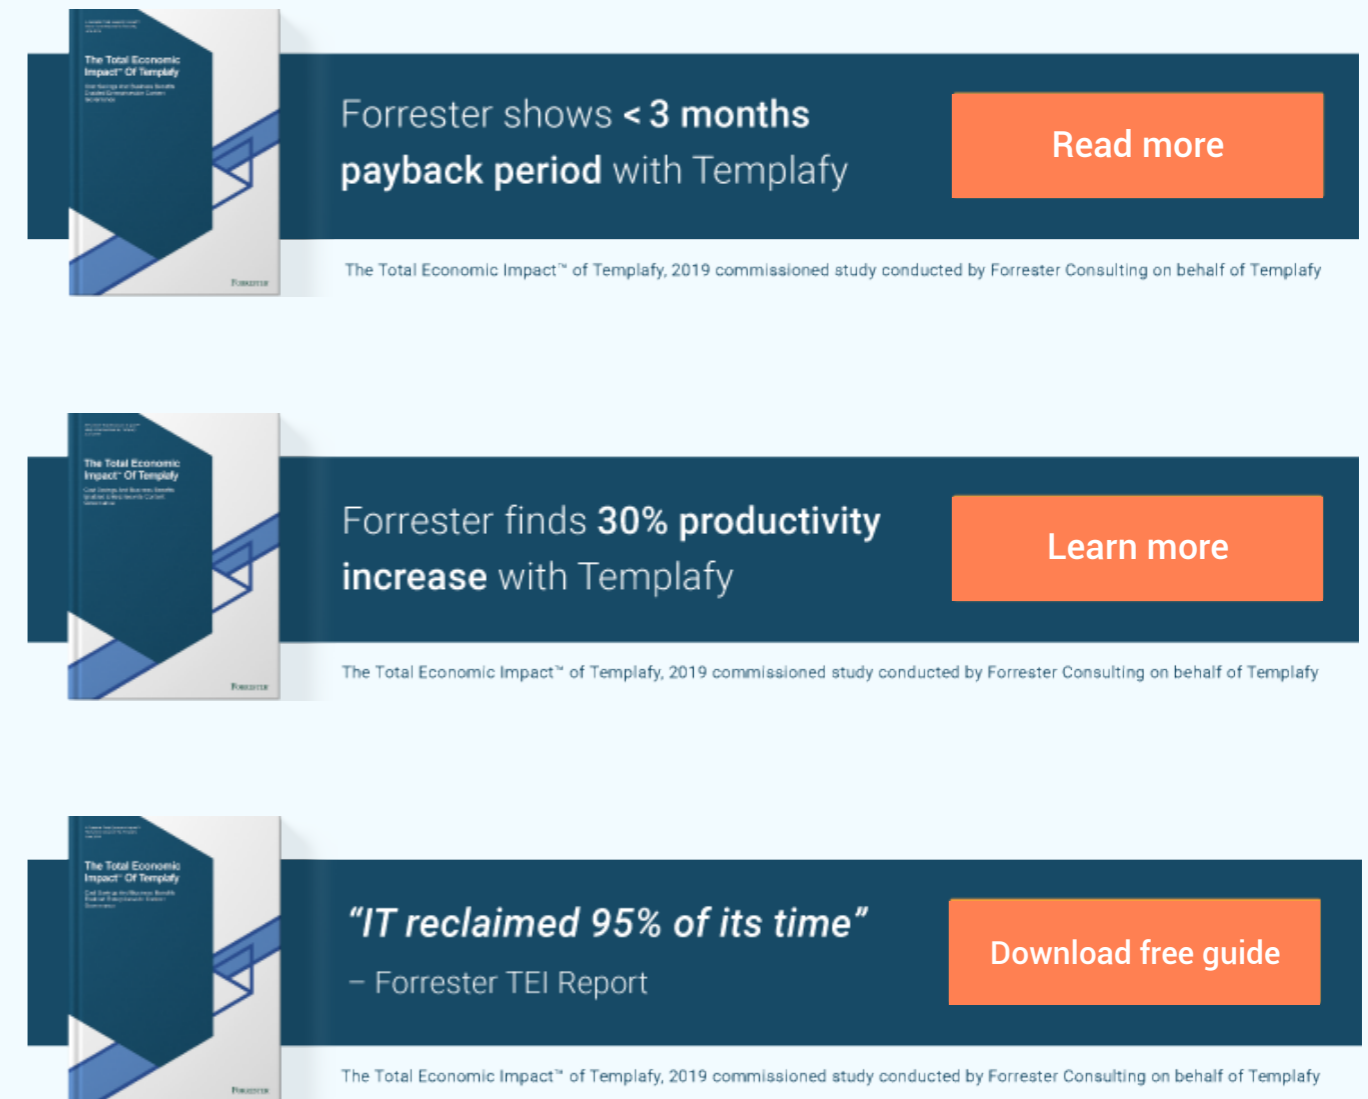 The Total Economic
Impact™ Of Templafy
Forrester shows < 3 months
payback period with Templafy
Read more
FORRESTER
The Total Economic Impact™ of Templafy, 2019 commissioned study conducted by Forrester Consulting on behalf of Templafy
The Total Economic
Impact™ Of Templafy
Forrester finds 30% productivity
increase with Templafy
Learn more
FORRESTER
The Total Economic Impact™ of Templafy, 2019 commissioned study conducted by Forrester Consulting on behalf of Templafy
The Total Economic
Impact™ Of Templafy
“IT reclaimed 95% of its time”
– Forrester TEI Report
Download free guide
FORRESTER
The Total Economic Impact™ of Templafy, 2019 commissioned study conducted by Forrester Consulting on behalf of Templafy